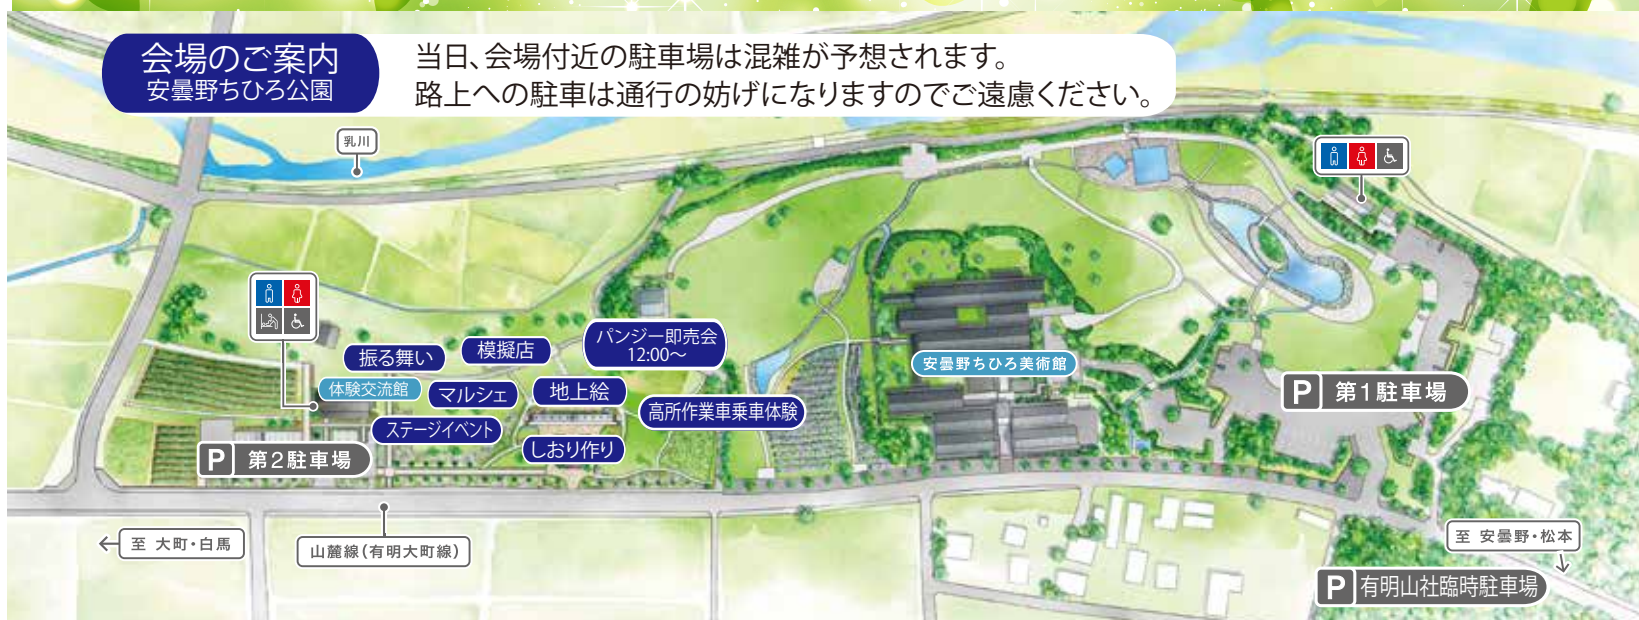 会場のご案内
安曇野ちひろ公園
当日、会場付近の駐車場は混雑が予想されます。
路上への駐車は通行の妨げになりますのでご遠慮ください。
乳川
振る舞い
模擬店
パンジー即売会
12:00～
体験交流館
マルシェ
地上絵
高所作業車乗車体験
ステージイベント
しおり作り
安曇野ちひろ美術館
P 第1駐車場
P 第2駐車場
至 大町・白馬
山麓線(有明大町線)
至 安曇野・松本
P 有明山社臨時駐車場